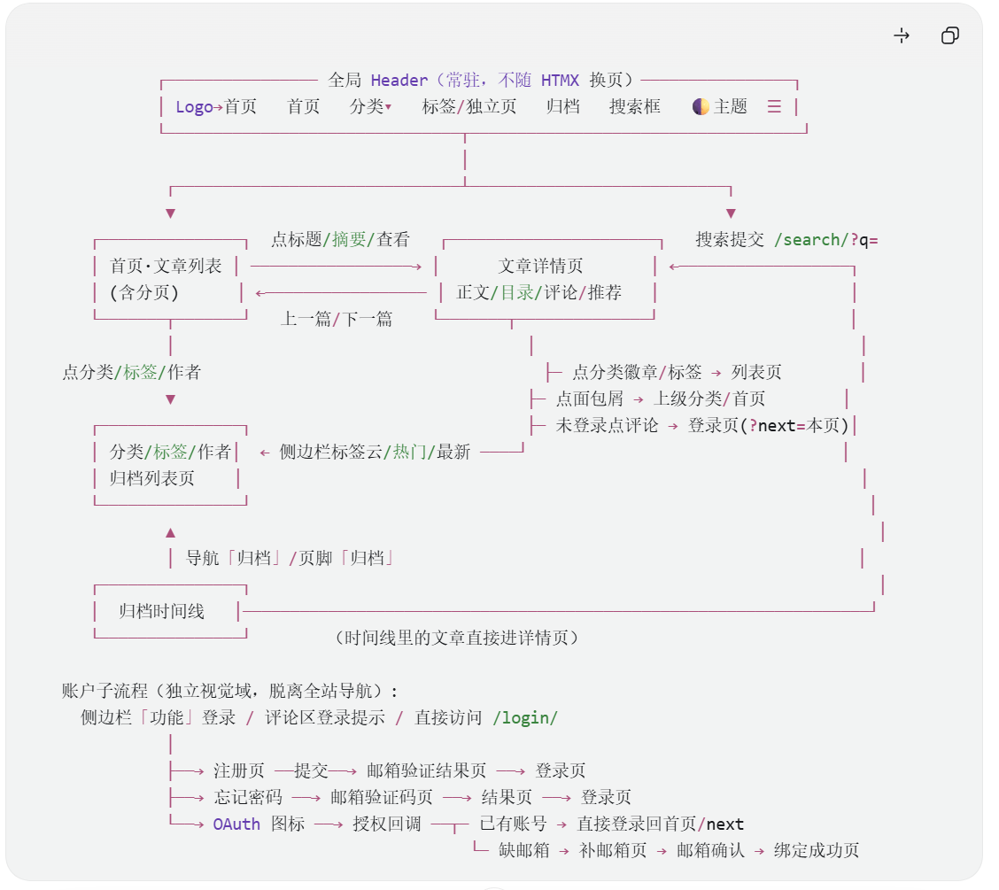 全局 Header（常驻，不随 HTMX 换页）
Logo→首页 首页 分类▾ 标签/独立页 归档 搜索框 🌓 主题 ☰
点标题/摘要/查看 搜索提交 /search/?q=
首页·文章列表 文章详情页
(含分页) 正文/目录/评论/推荐
上一篇/下一篇
点分类/标签/作者 点分类徽章/标签 → 列表页
点面包屑 → 上级分类/首页
未登录点评论 → 登录页(?next=本页)
分类/标签/作者 ← 侧边栏标签云/热门/最新
归档列表页
导航「归档」/页脚「归档」
归档时间线
（时间线里的文章直接进详情页）
账户子流程（独立视觉域，脱离全站导航）:
侧边栏「功能」登录 / 评论区登录提示 / 直接访问 /login/
├──→ 注册页 ──提交──→ 邮箱验证结果页 ──→ 登录页
├──→ 忘记密码 ──→ 邮箱验证码页 ──→ 结果页 ──→ 登录页
└──→ OAuth 图标 ──→ 授权回调 ──┬─ 已有账号 → 直接登录回首页/next
└─ 缺邮箱 → 补邮箱页 → 邮箱确认 → 绑定成功页